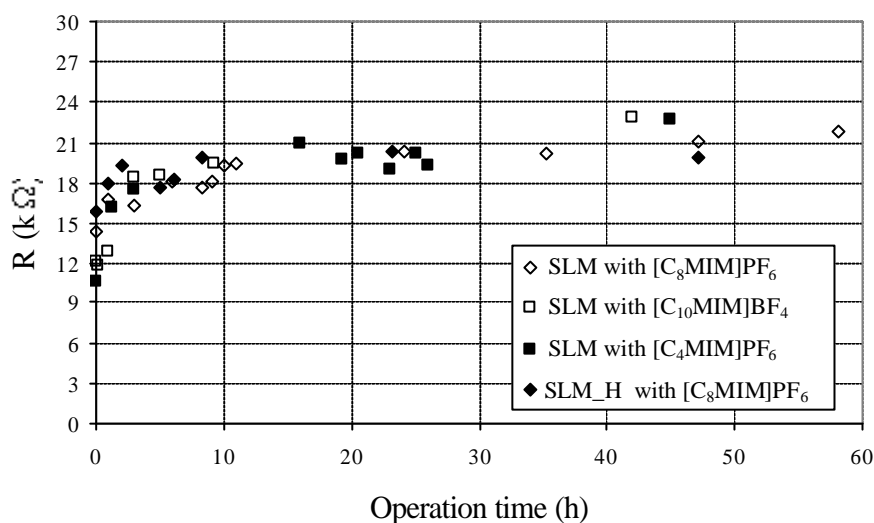 30
27
24
21
18
15
12
9
6
3
0
R (kΩ)
0 10 20 30 40 50 60
Operation time (h)
SLM with [C₈MIM]PF₆
SLM with [C₁₀MIM]BF₄
SLM with [C₄MIM]PF₆
SLM_H with [C₈MIM]PF₆